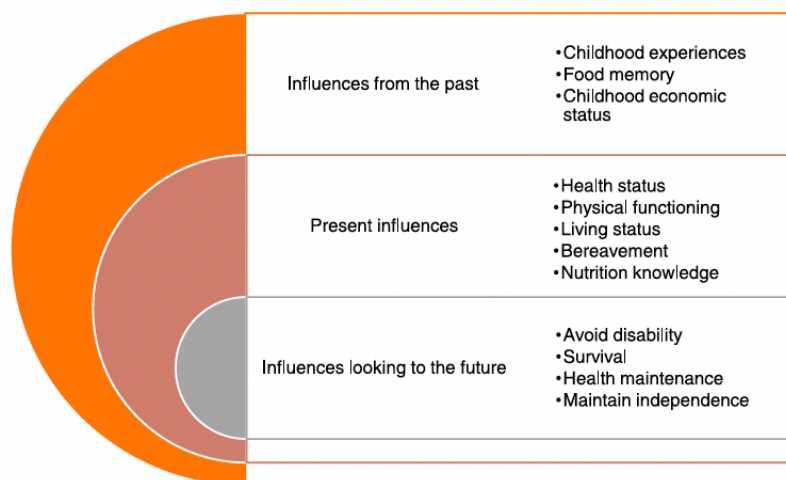 Influences from the past
•Childhood experiences
•Food memory
•Childhood economic
status
Present influences
•Health status
•Physical functioning
•Living status
•Bereavement
•Nutrition knowledge
Influences looking to the future
•Avoid disability
•Survival
•Health maintenance
•Maintain independence